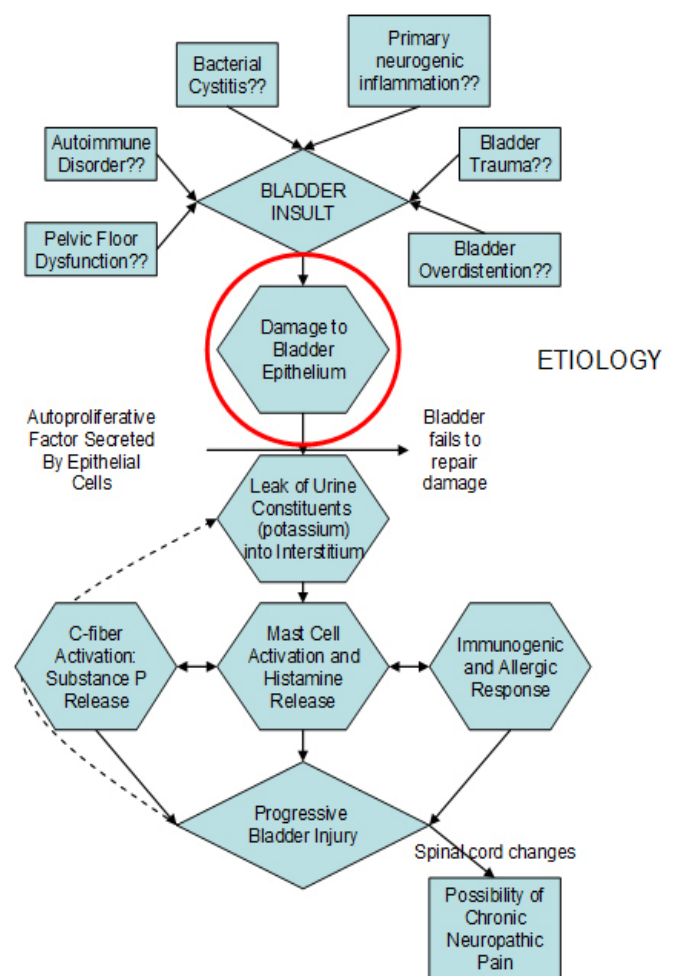 Primary
neurogenic
inflammation??
Bacterial
Cystitis??
Autoimmune
Disorder??
Bladder
Trauma??
BLADDER
INSULT
Pelvic Floor
Dysfunction??
Bladder
Overdistention??
Damage to
Bladder
Epithelium
ETIOLOGY
Autoproliferative
Factor Secreted
By Epithelial
Cells
Bladder
fails to
repair
damage
Leak of Urine
Constituents
(potassium)
into Interstitium
C-fiber
Activation:
Substance P
Release
Mast Cell
Activation and
Histamine
Release
Immunogenic
and Allergic
Response
Progressive
Bladder Injury
Spinal cord changes
Possibility of
Chronic
Neuropathic
Pain